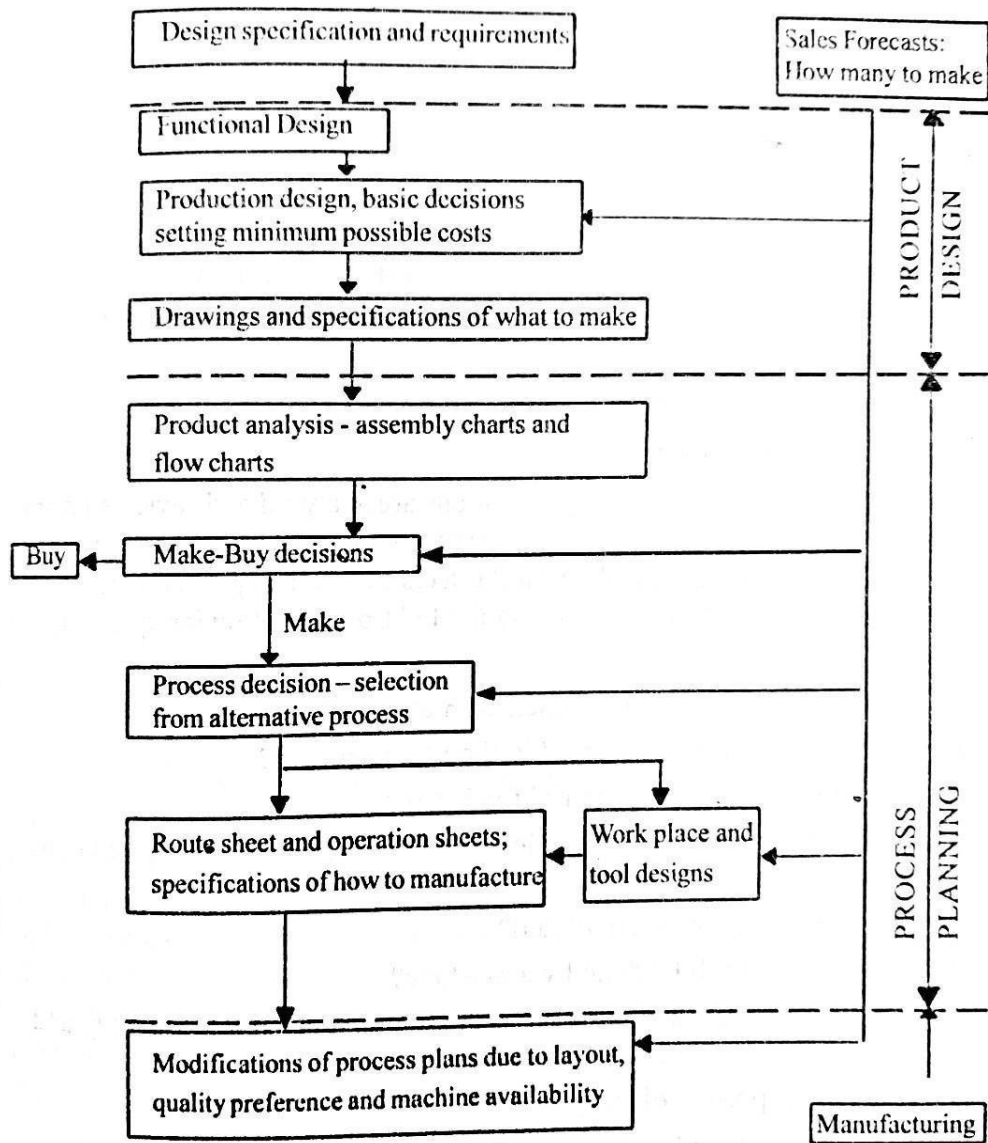 Design specification and requirements
Sales Forecasts:
How many to make
Functional Design
Production design, basic decisions
setting minimum possible costs
PRODUCT
DESIGN
Drawings and specifications of what to make
Product analysis - assembly charts and
flow charts
Buy
Make-Buy decisions
Make
Process decision – selection
from alternative process
Route sheet and operation sheets;
specifications of how to manufacture
Work place and
tool designs
PROCESS
PLANNING
Modifications of process plans due to layout,
quality preference and machine availability
Manufacturing